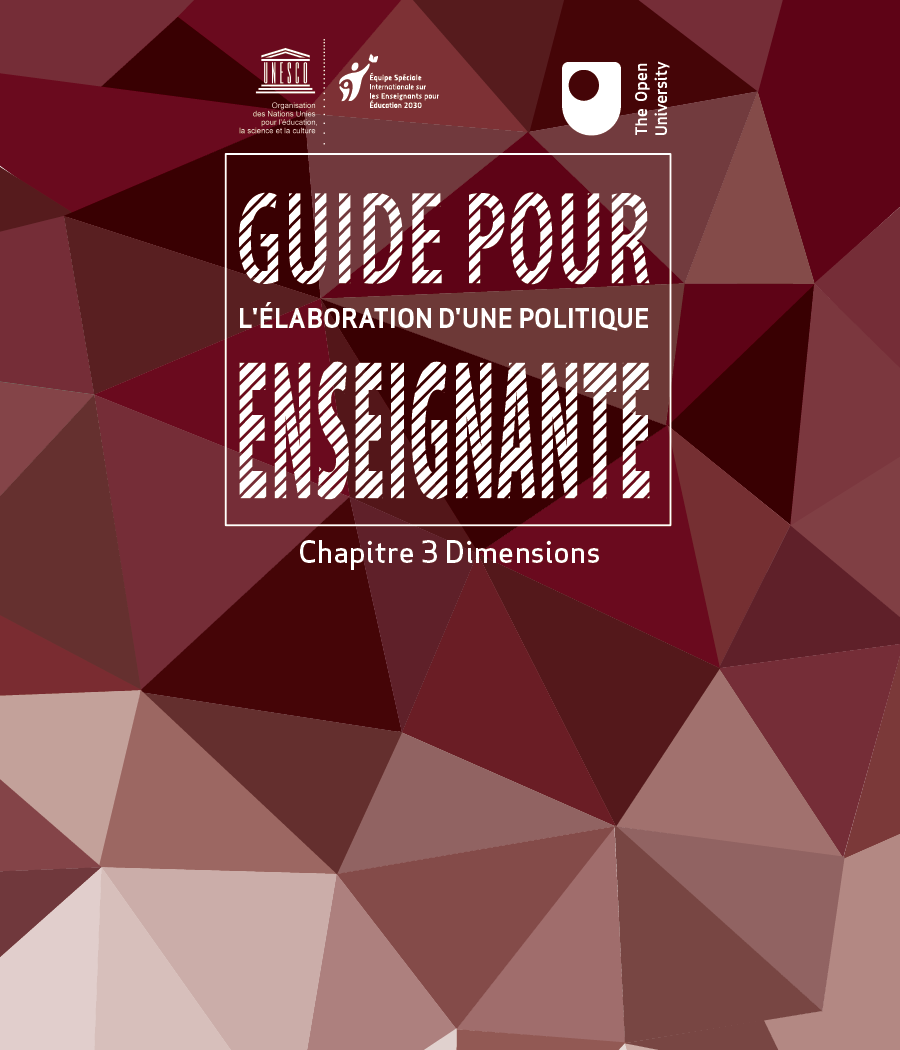 UNESCO
Organisation
des Nations Unies
pour l'éducation,
la science et la culture
Équipe Spéciale
Internationale sur
les Enseignants pour
Éducation 2030
The Open
University
GUIDE POUR
L'ÉLABORATION D'UNE POLITIQUE
ENSEIGNANTE
Chapitre 3 Dimensions